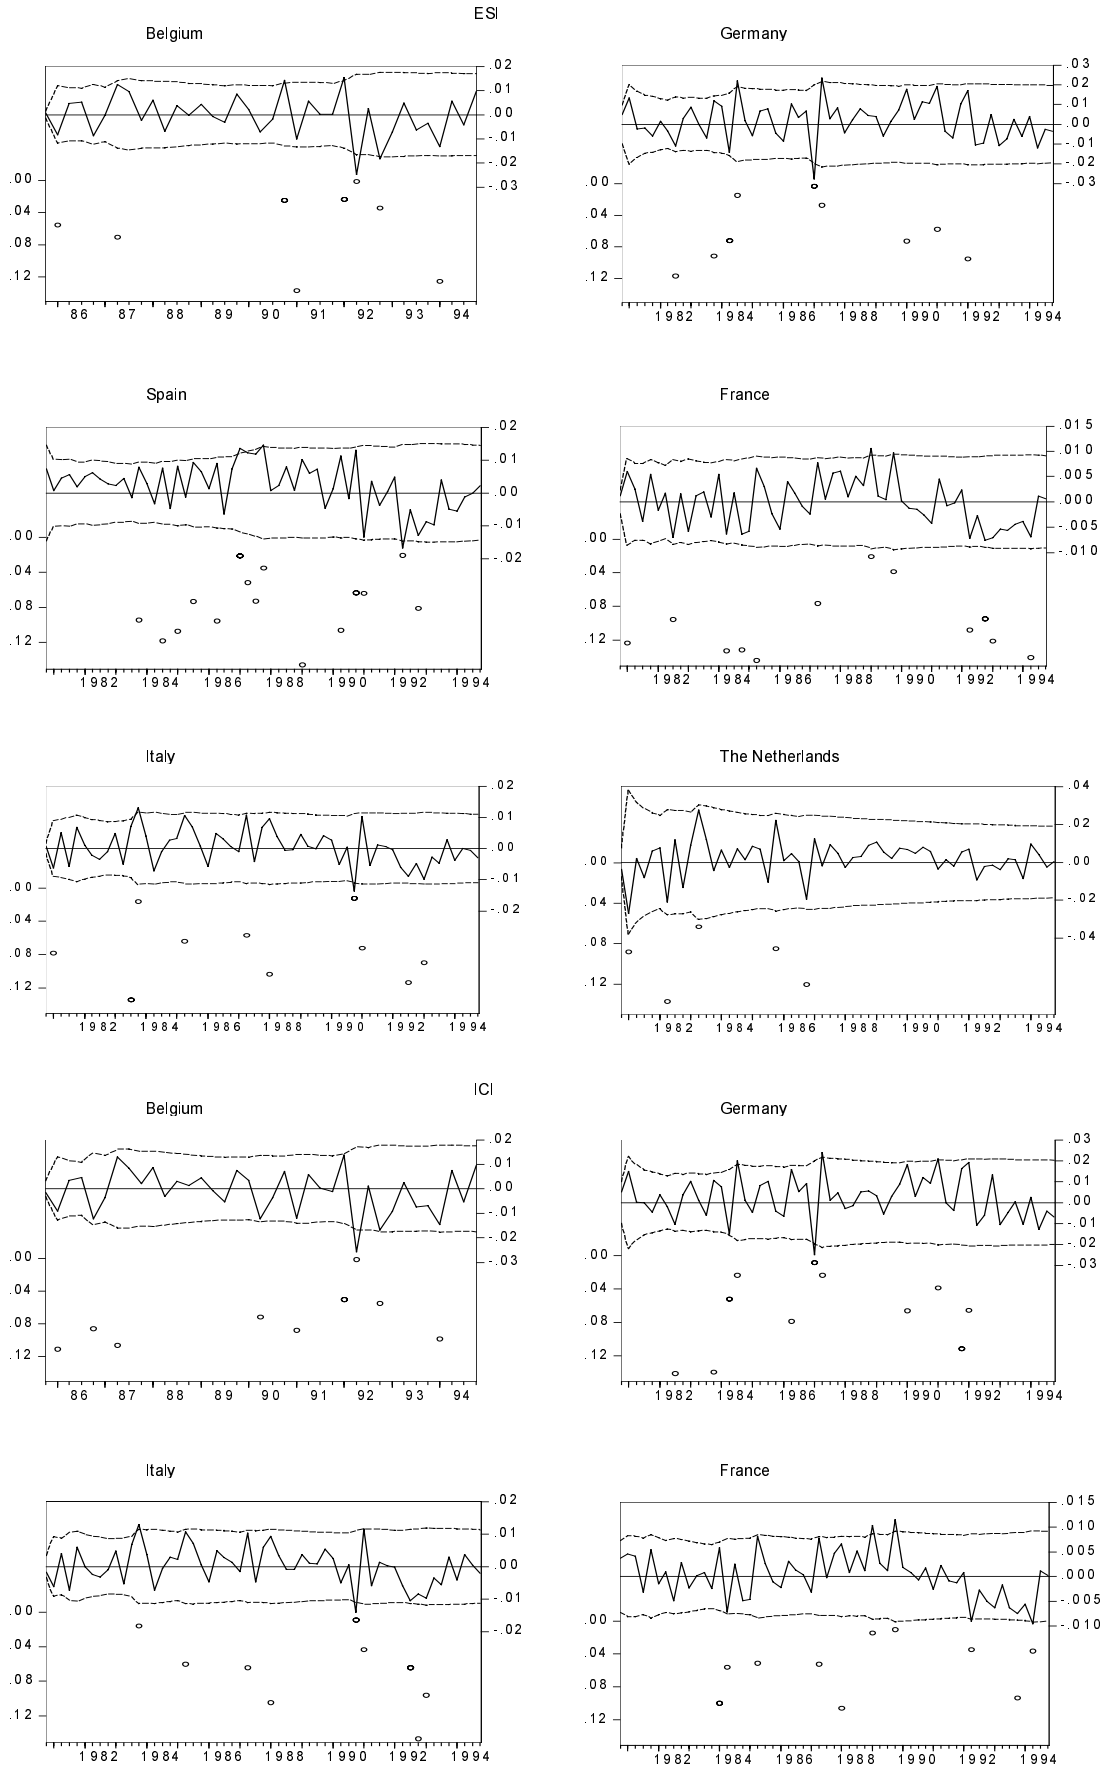 ESI
Belgium Germany
.02 .03
.01 .02
.00 .01
-.01 .00
-.02 -.01
.00 -.03 -.02
.04 .00 -.03
.08 .04
.12 .08
.12
86 87 88 89 90 91 92 93 94 1982 1984 1986 1988 1990 1992 1994
Spain France
.02 .015
.01 .010
.00 .005
-.01 .000
.00 -.02 -.005
.04 .00 -.010
.08 .04
.12 .08
.12
1982 1984 1986 1988 1990 1992 1994 1982 1984 1986 1988 1990 1992 1994
Italy The Netherlands
.02 .04
.01 .02
.00 .00 .00
-.01 -.02
.00 -.02 .04 -.04
.04 .08
.08 .12
.12
1982 1984 1986 1988 1990 1992 1994 1982 1984 1986 1988 1990 1992 1994
ICI
Belgium Germany
.02 .03
.01 .02
.00 .01
-.01 .00
-.02 -.01
.00 -.03 .00 -.02
.04 .04 -.03
.08 .08
.12 .12
86 87 88 89 90 91 92 93 94 1982 1984 1986 1988 1990 1992 1994
Italy France
.02 .015
.01 .010
.00 .005
-.01 .000
.00 -.02 -.005
.04 .00 -.010
.08 .04
.12 .08
.12
1982 1984 1986 1988 1990 1992 1994 1982 1984 1986 1988 1990 1992 1994